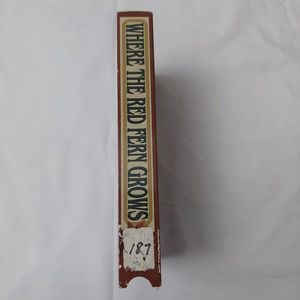 WHERE THE RED FERN GROWS
187